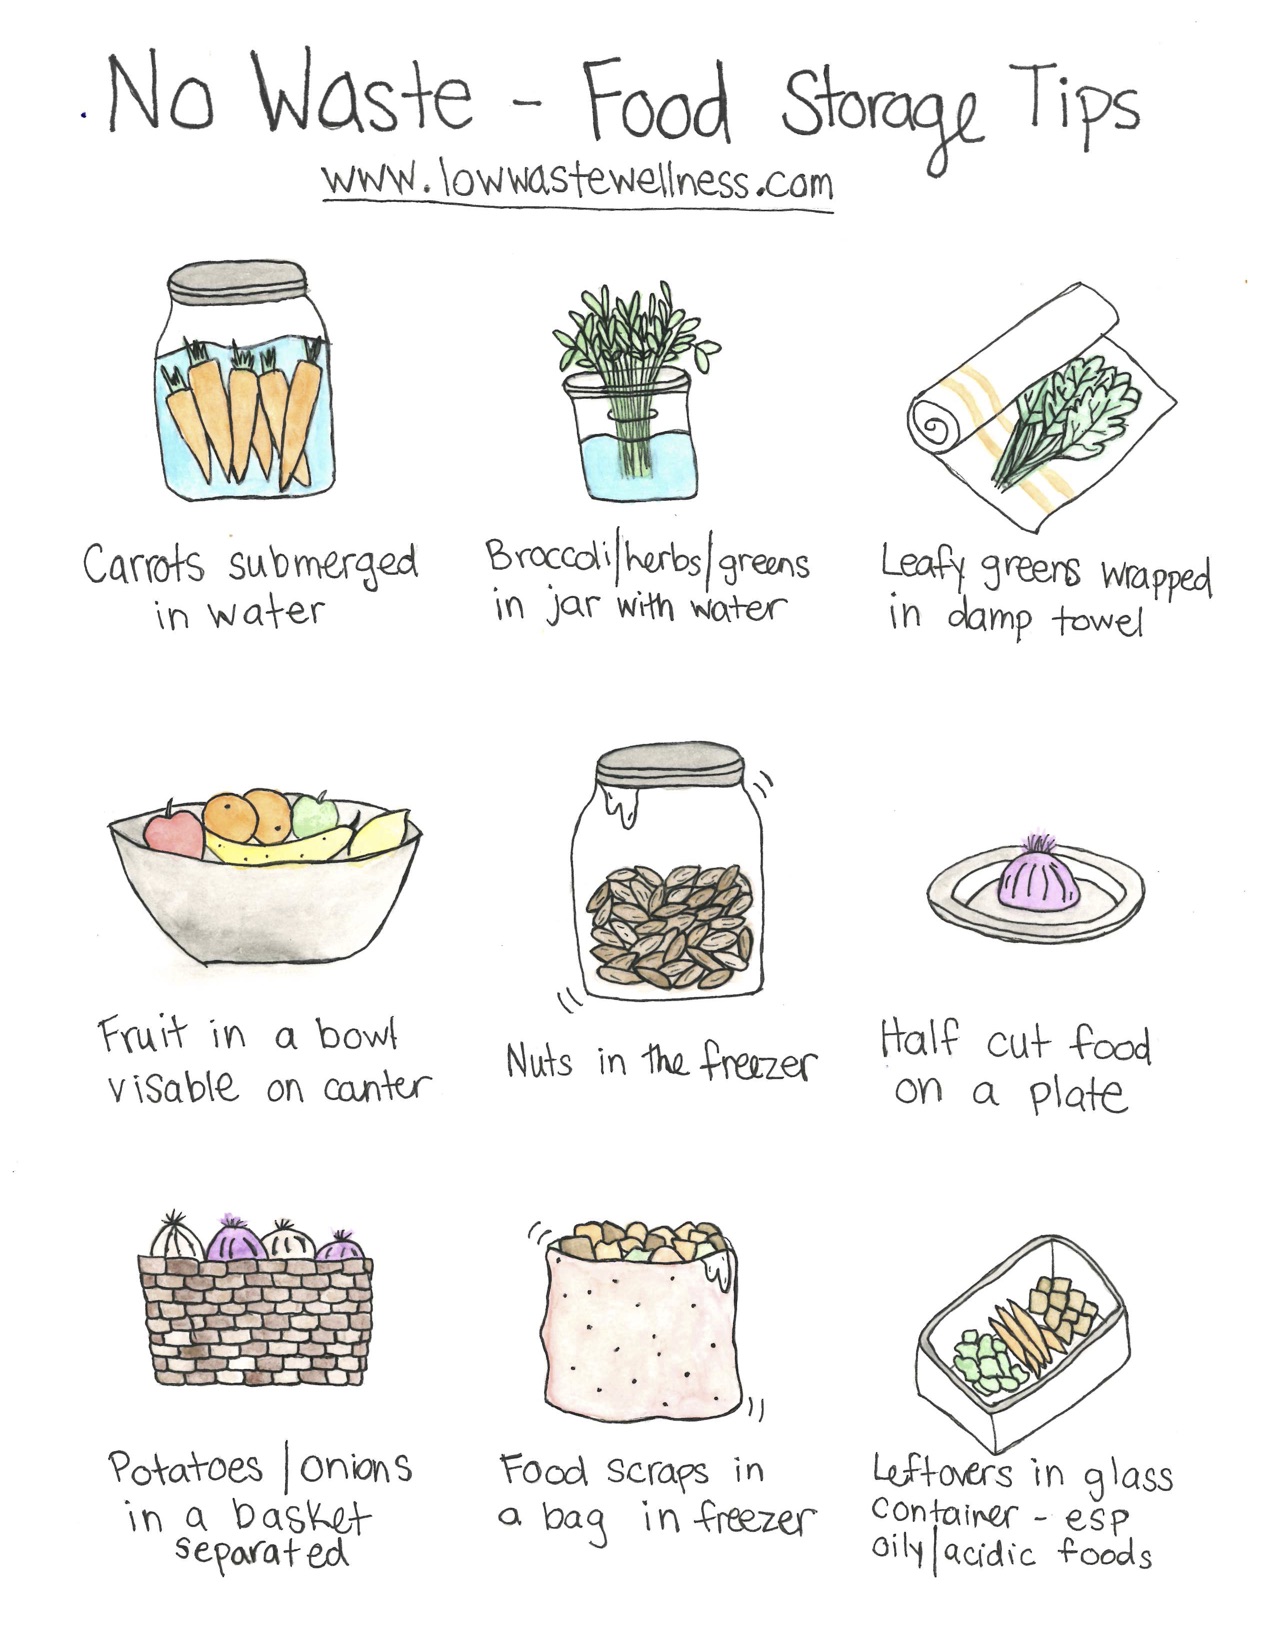 No Waste - Food Storage Tips
www.lowwastewellness.com
Carrots submerged
in water
Broccoli/herbs/greens
in jar with water
Leafy greens wrapped
in damp towel
Fruit in a bowl
visable on canter
Nuts in the freezer
Half cut food
on a plate
Potatoes/onions
in a basket
separated
Food scraps in
a bag in freezer
Leftovers in glass
container - esp
oily/acidic foods